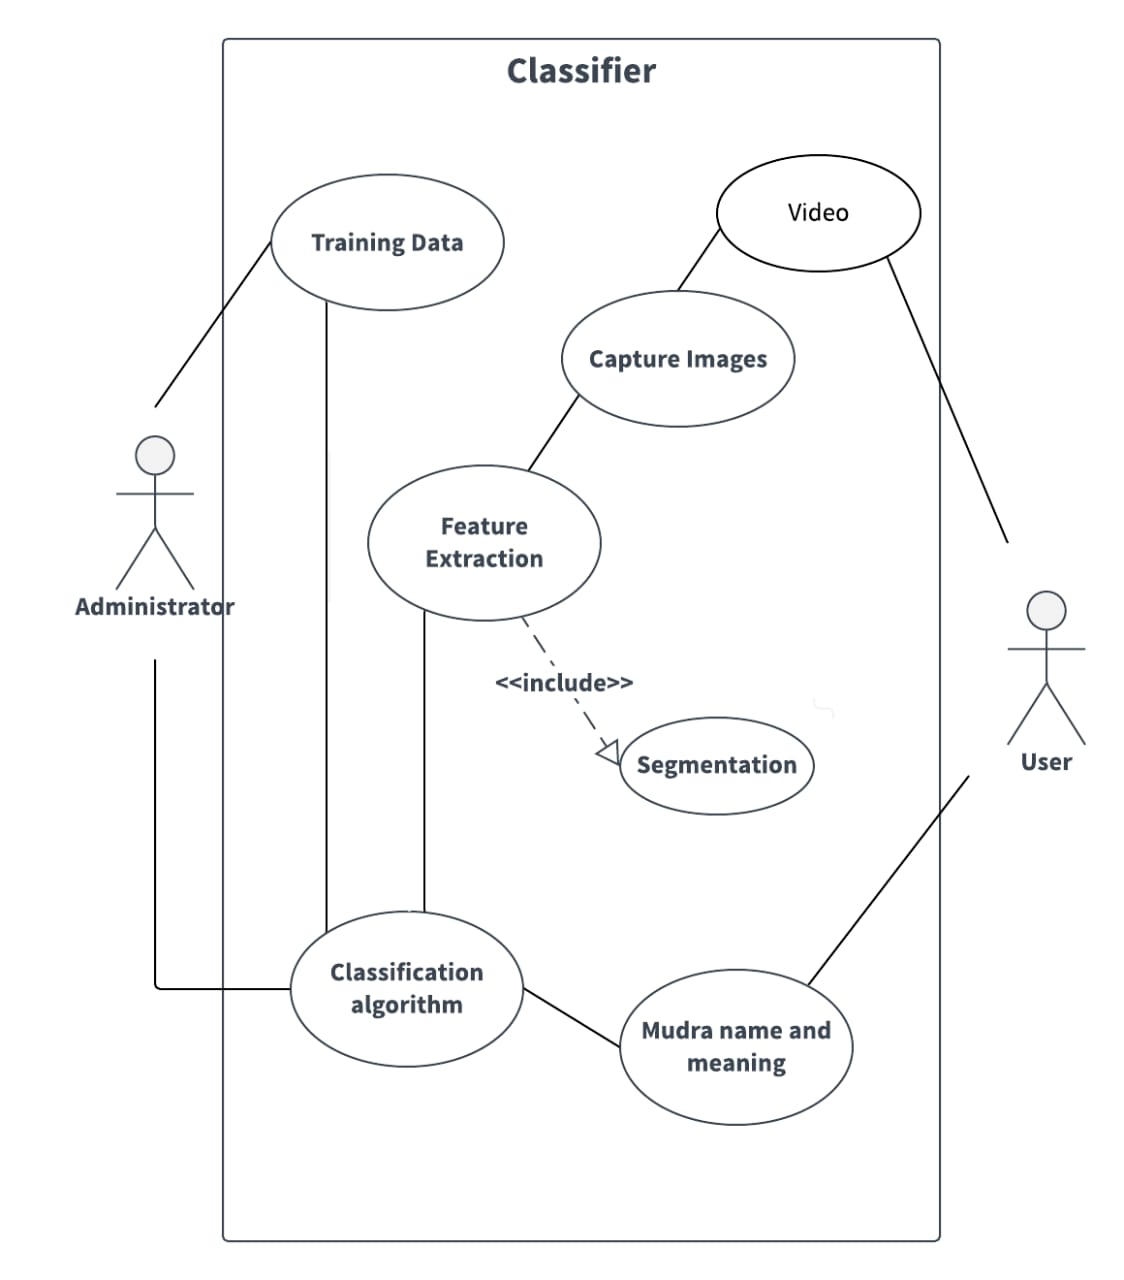 Classifier
Video
Training Data
Capture Images
Feature
Extraction
Administrator
<<include>>
Segmentation
User
Classification
algorithm
Mudra name and
meaning